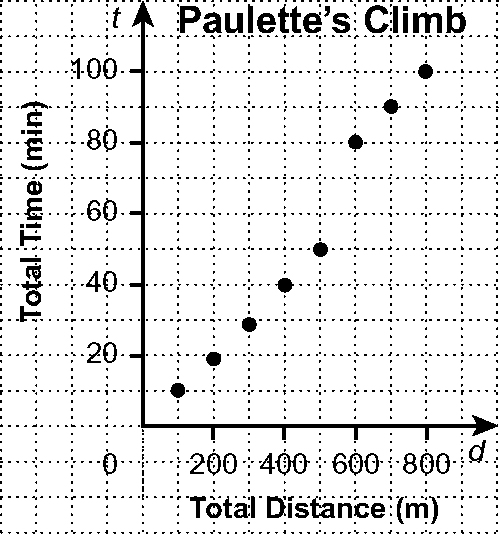 t Paulette's Climb
Total Time (min)
100
80
60
40
20
0 200 400 600 800 d
Total Distance (m)